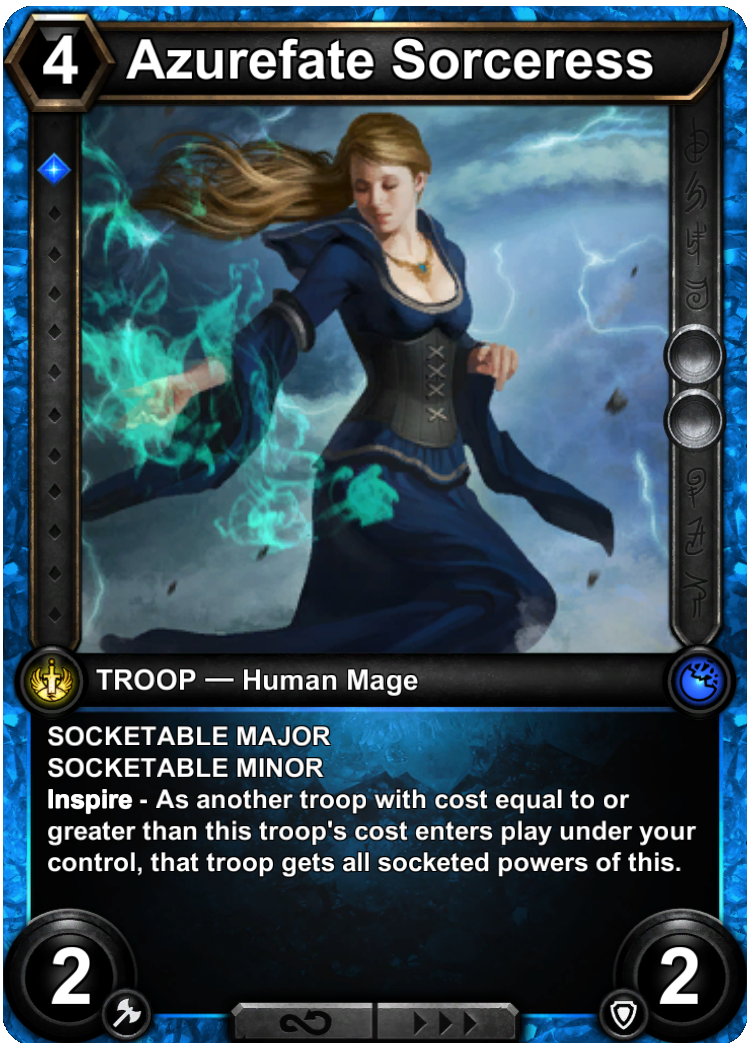 4
Azurefate Sorceress
TROOP — Human Mage
SOCKETABLE MAJOR
SOCKETABLE MINOR
Inspire - As another troop with cost equal to or
greater than this troop's cost enters play under your
control, that troop gets all socketed powers of this.
2
2